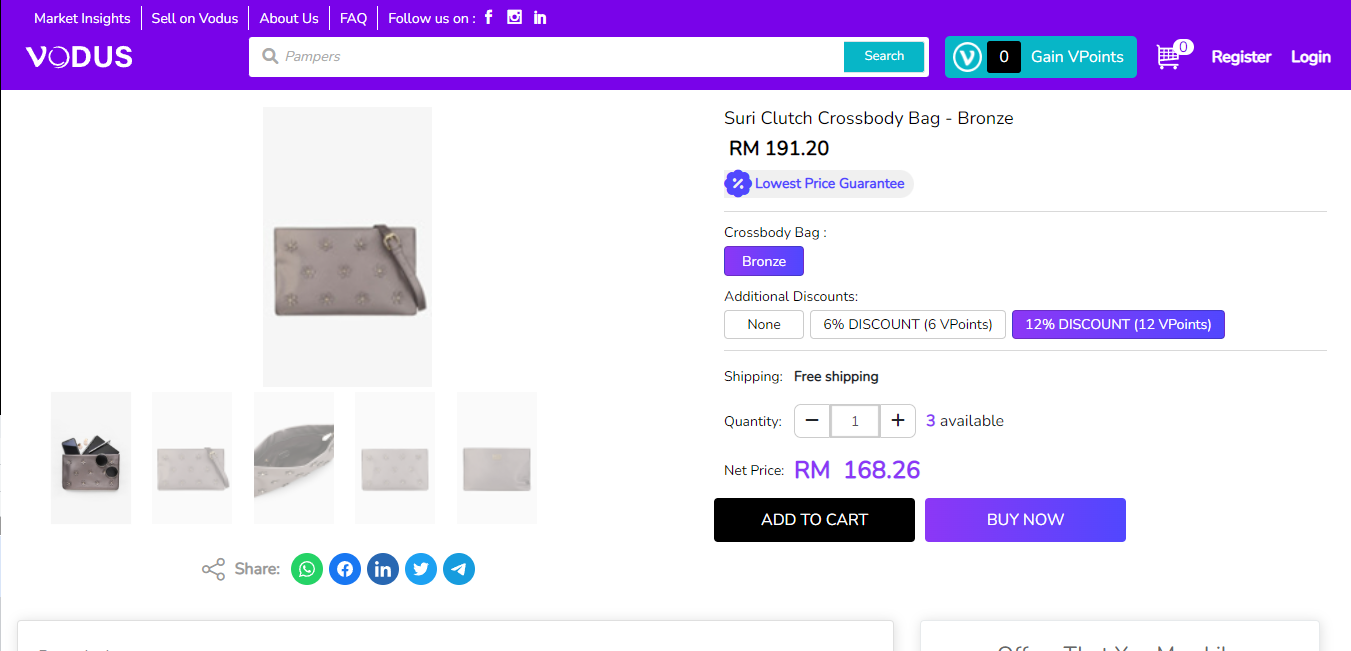 Market Insights
Sell on Vodus
About Us
FAQ
Follow us on :
VODUS
Pampers
Search
0
Gain VPoints
0
Register
Login
Suri Clutch Crossbody Bag - Bronze
RM 191.20
Lowest Price Guarantee
Crossbody Bag :
Bronze
Additional Discounts:
None
6% DISCOUNT (6 VPoints)
12% DISCOUNT (12 VPoints)
Shipping: Free shipping
Quantity: − 1 + 3 available
Net Price: RM 168.26
ADD TO CART
BUY NOW
Share: